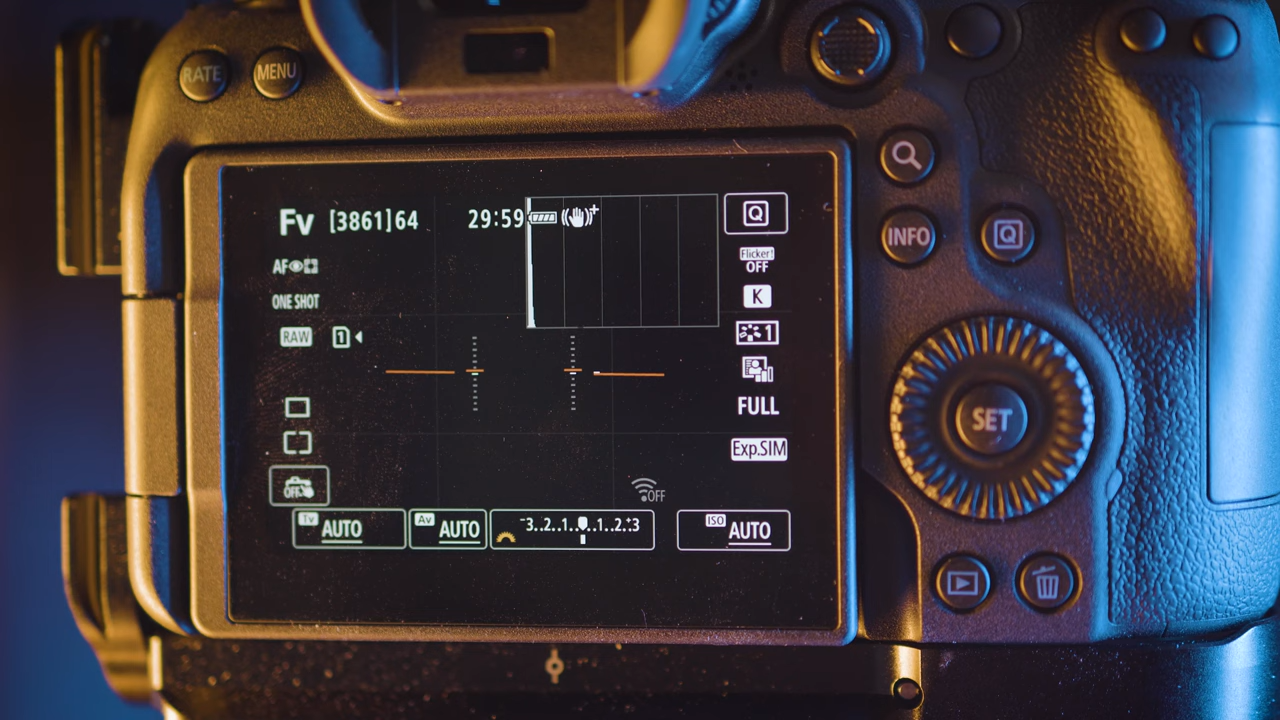 RATE MENU
Fv [3861]64 29:59 Q
AF
Flicker!
OFF
INFO Q
ONE SHOT
K
RAW 1
1
FULL
SET
Exp.SIM
OFF
OFF
Tv AUTO
Av AUTO
-3..2..1..0..1..2.+3
ISO AUTO